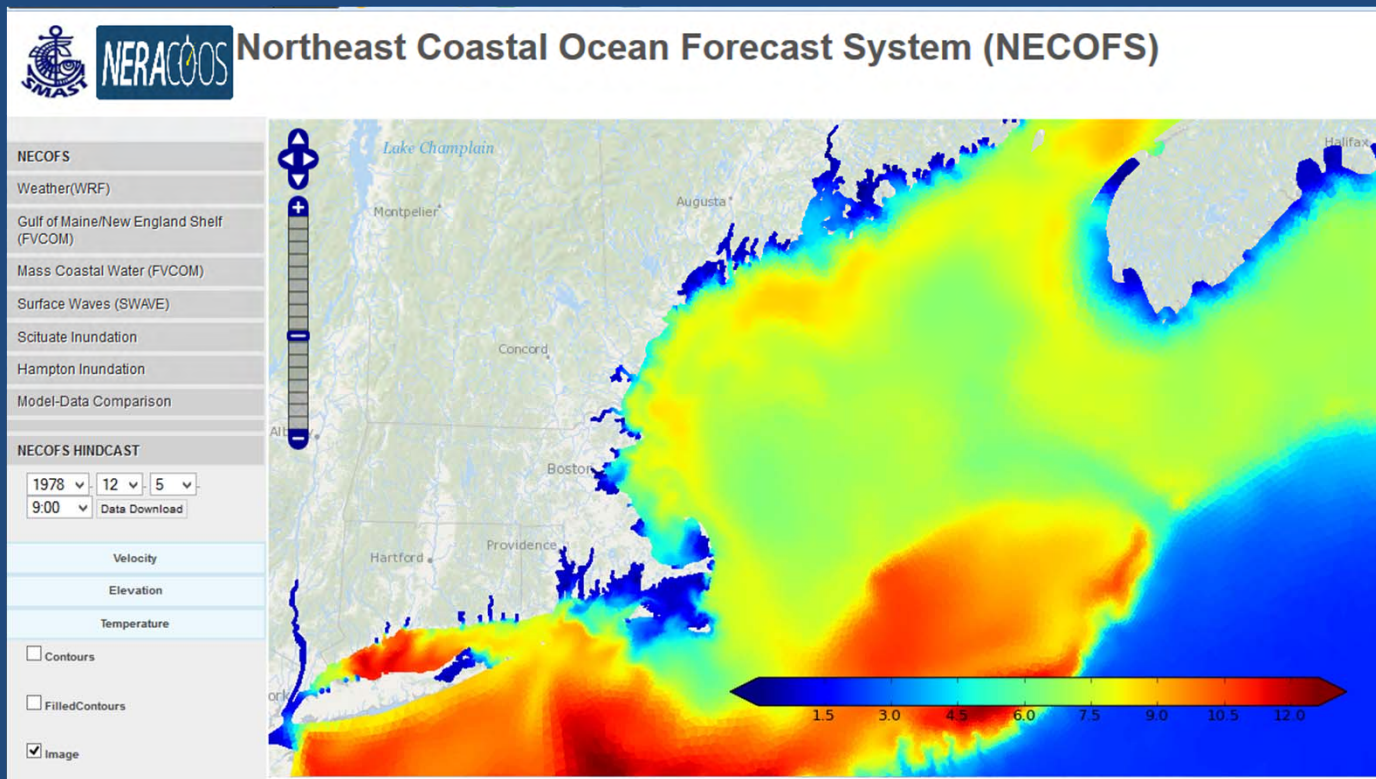 SMAST
NERACOOS
Northeast Coastal Ocean Forecast System (NECOFS)
NECOFS
Weather(WRF)
Gulf of Maine/New England Shelf
(FVCOM)
Mass Coastal Water (FVCOM)
Surface Waves (SWAVE)
Scituate Inundation
Hampton Inundation
Model-Data Comparison
NECOFS HINDCAST
1978 - 12 - 5 -
9:00 Data Download
Velocity
Elevation
Temperature
Contours
FilledContours
Image
Lake Champlain
Halifax
Montpelier
Augusta
Concord
Alb y
Boston
Providence
Hartford
ork
1.5 3.0 4.5 6.0 7.5 9.0 10.5 12.0